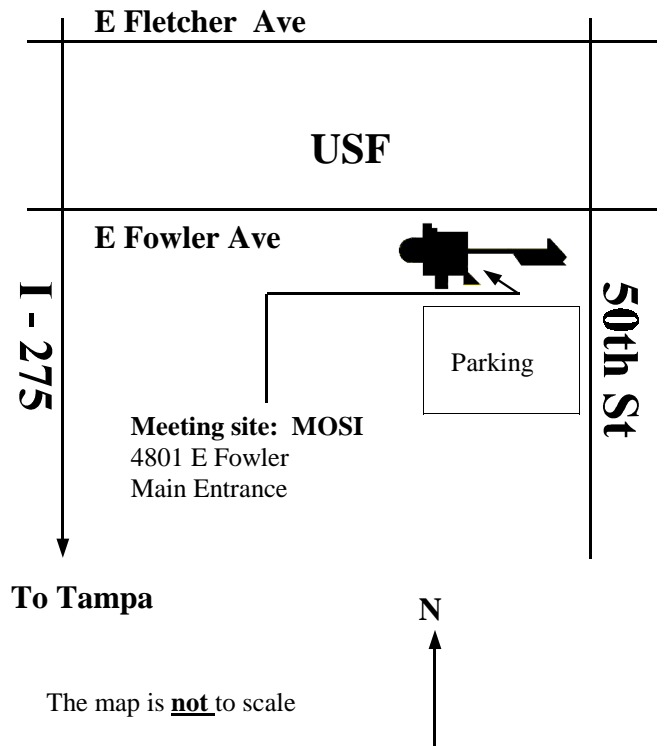 E Fletcher Ave
USF
E Fowler Ave
I - 275
50th St
Parking
Meeting site: MOSI
4801 E Fowler
Main Entrance
To Tampa
N
The map is not to scale